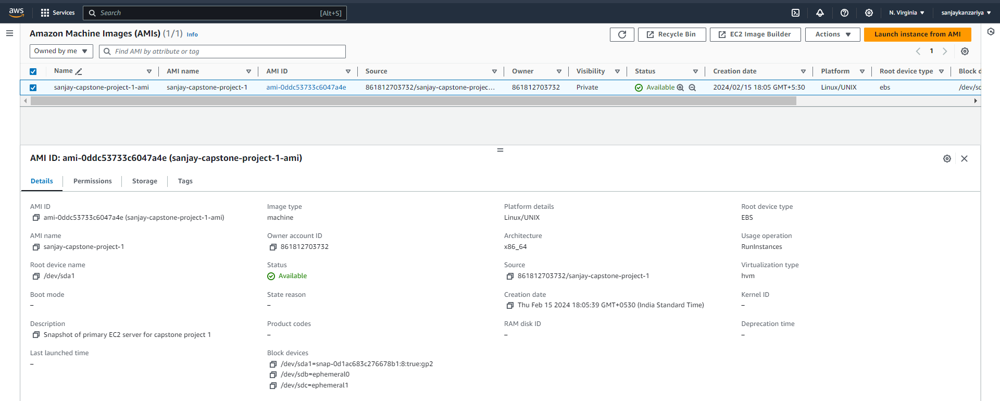 aws Services Search [Alt+S] N. Virginia sanjaykanzariya
Amazon Machine Images (AMIs) (1/1) Info Recycle Bin EC2 Image Builder Actions Launch instance from AMI
Owned by me Find AMI by attribute or tag 1
Name AMI name AMI ID Source Owner Visibility Status Creation date Platform Root device type Block d
sanjay-capstone-project-1-ami sanjay-capstone-project-1 ami-0ddc53733c6047a4e 861812703732/sanjay-capstone-projec... 861812703732 Private Available 2024/02/15 18:05 GMT+5:30 Linux/UNIX ebs /dev/sd
AMI ID: ami-0ddc53733c6047a4e (sanjay-capstone-project-1-ami)
Details Permissions Storage Tags
AMI ID Image type Platform details Root device type
ami-0ddc53733c6047a4e (sanjay-capstone-project-1-ami) machine Linux/UNIX EBS
AMI name Owner account ID Architecture Usage operation
sanjay-capstone-project-1 861812703732 x86_64 RunInstances
Root device name Status Source Virtualization type
/dev/sda1 Available 861812703732/sanjay-capstone-project-1 hvm
Boot mode State reason Creation date Kernel ID
– – Thu Feb 15 2024 18:05:39 GMT+0530 (India Standard Time) –
Description Product codes RAM disk ID Deprecation time
Snapshot of primary EC2 server for capstone project 1 – – –
Last launched time Block devices
– /dev/sda1=snap-0d1ac683c276678b1:8:true:gp2
/dev/sdb=ephemeral0
/dev/sdc=ephemeral1